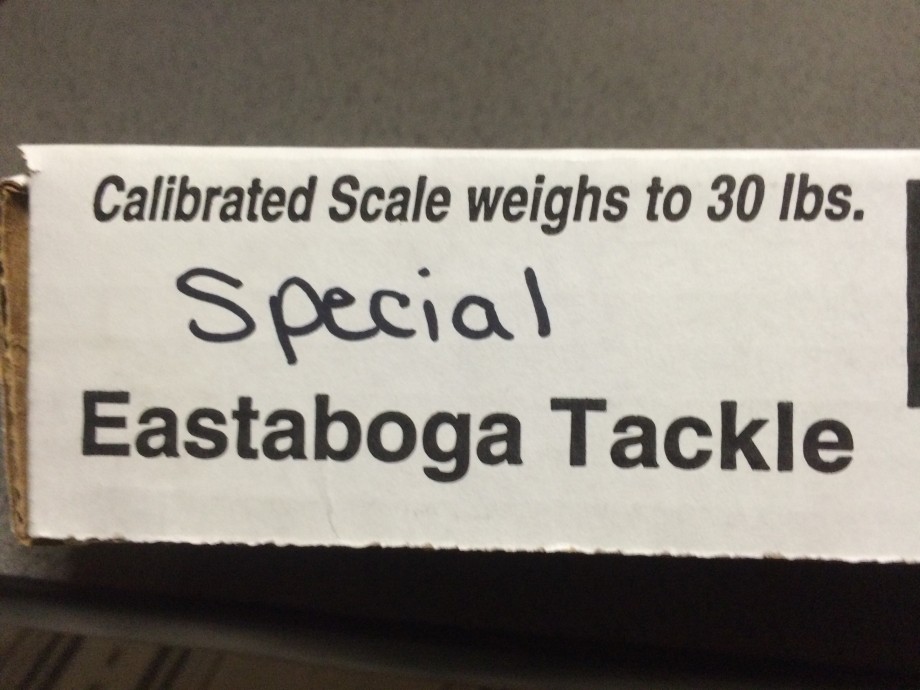 Calibrated Scale weighs to 30 lbs.
Special
Eastaboga Tackle